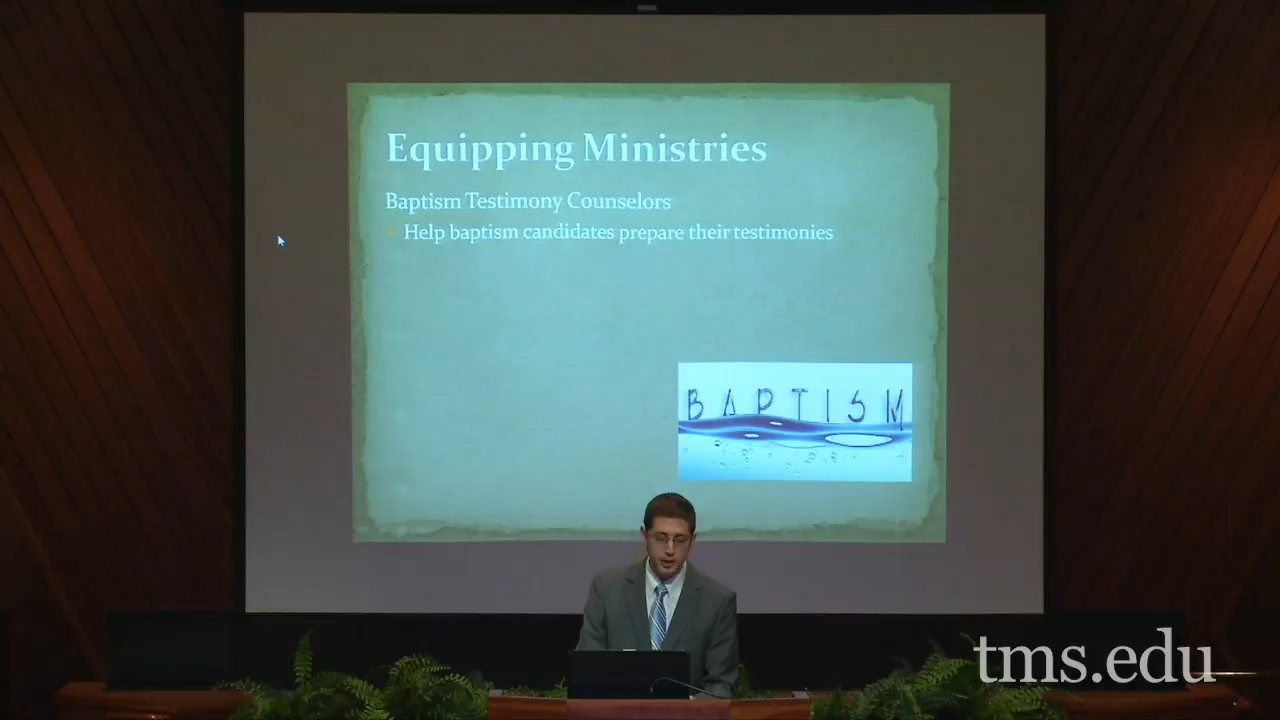 Equipping Ministries
Baptism Testimony Counselors
Help baptism candidates prepare their testimonies
BAPTISM
tms.edu